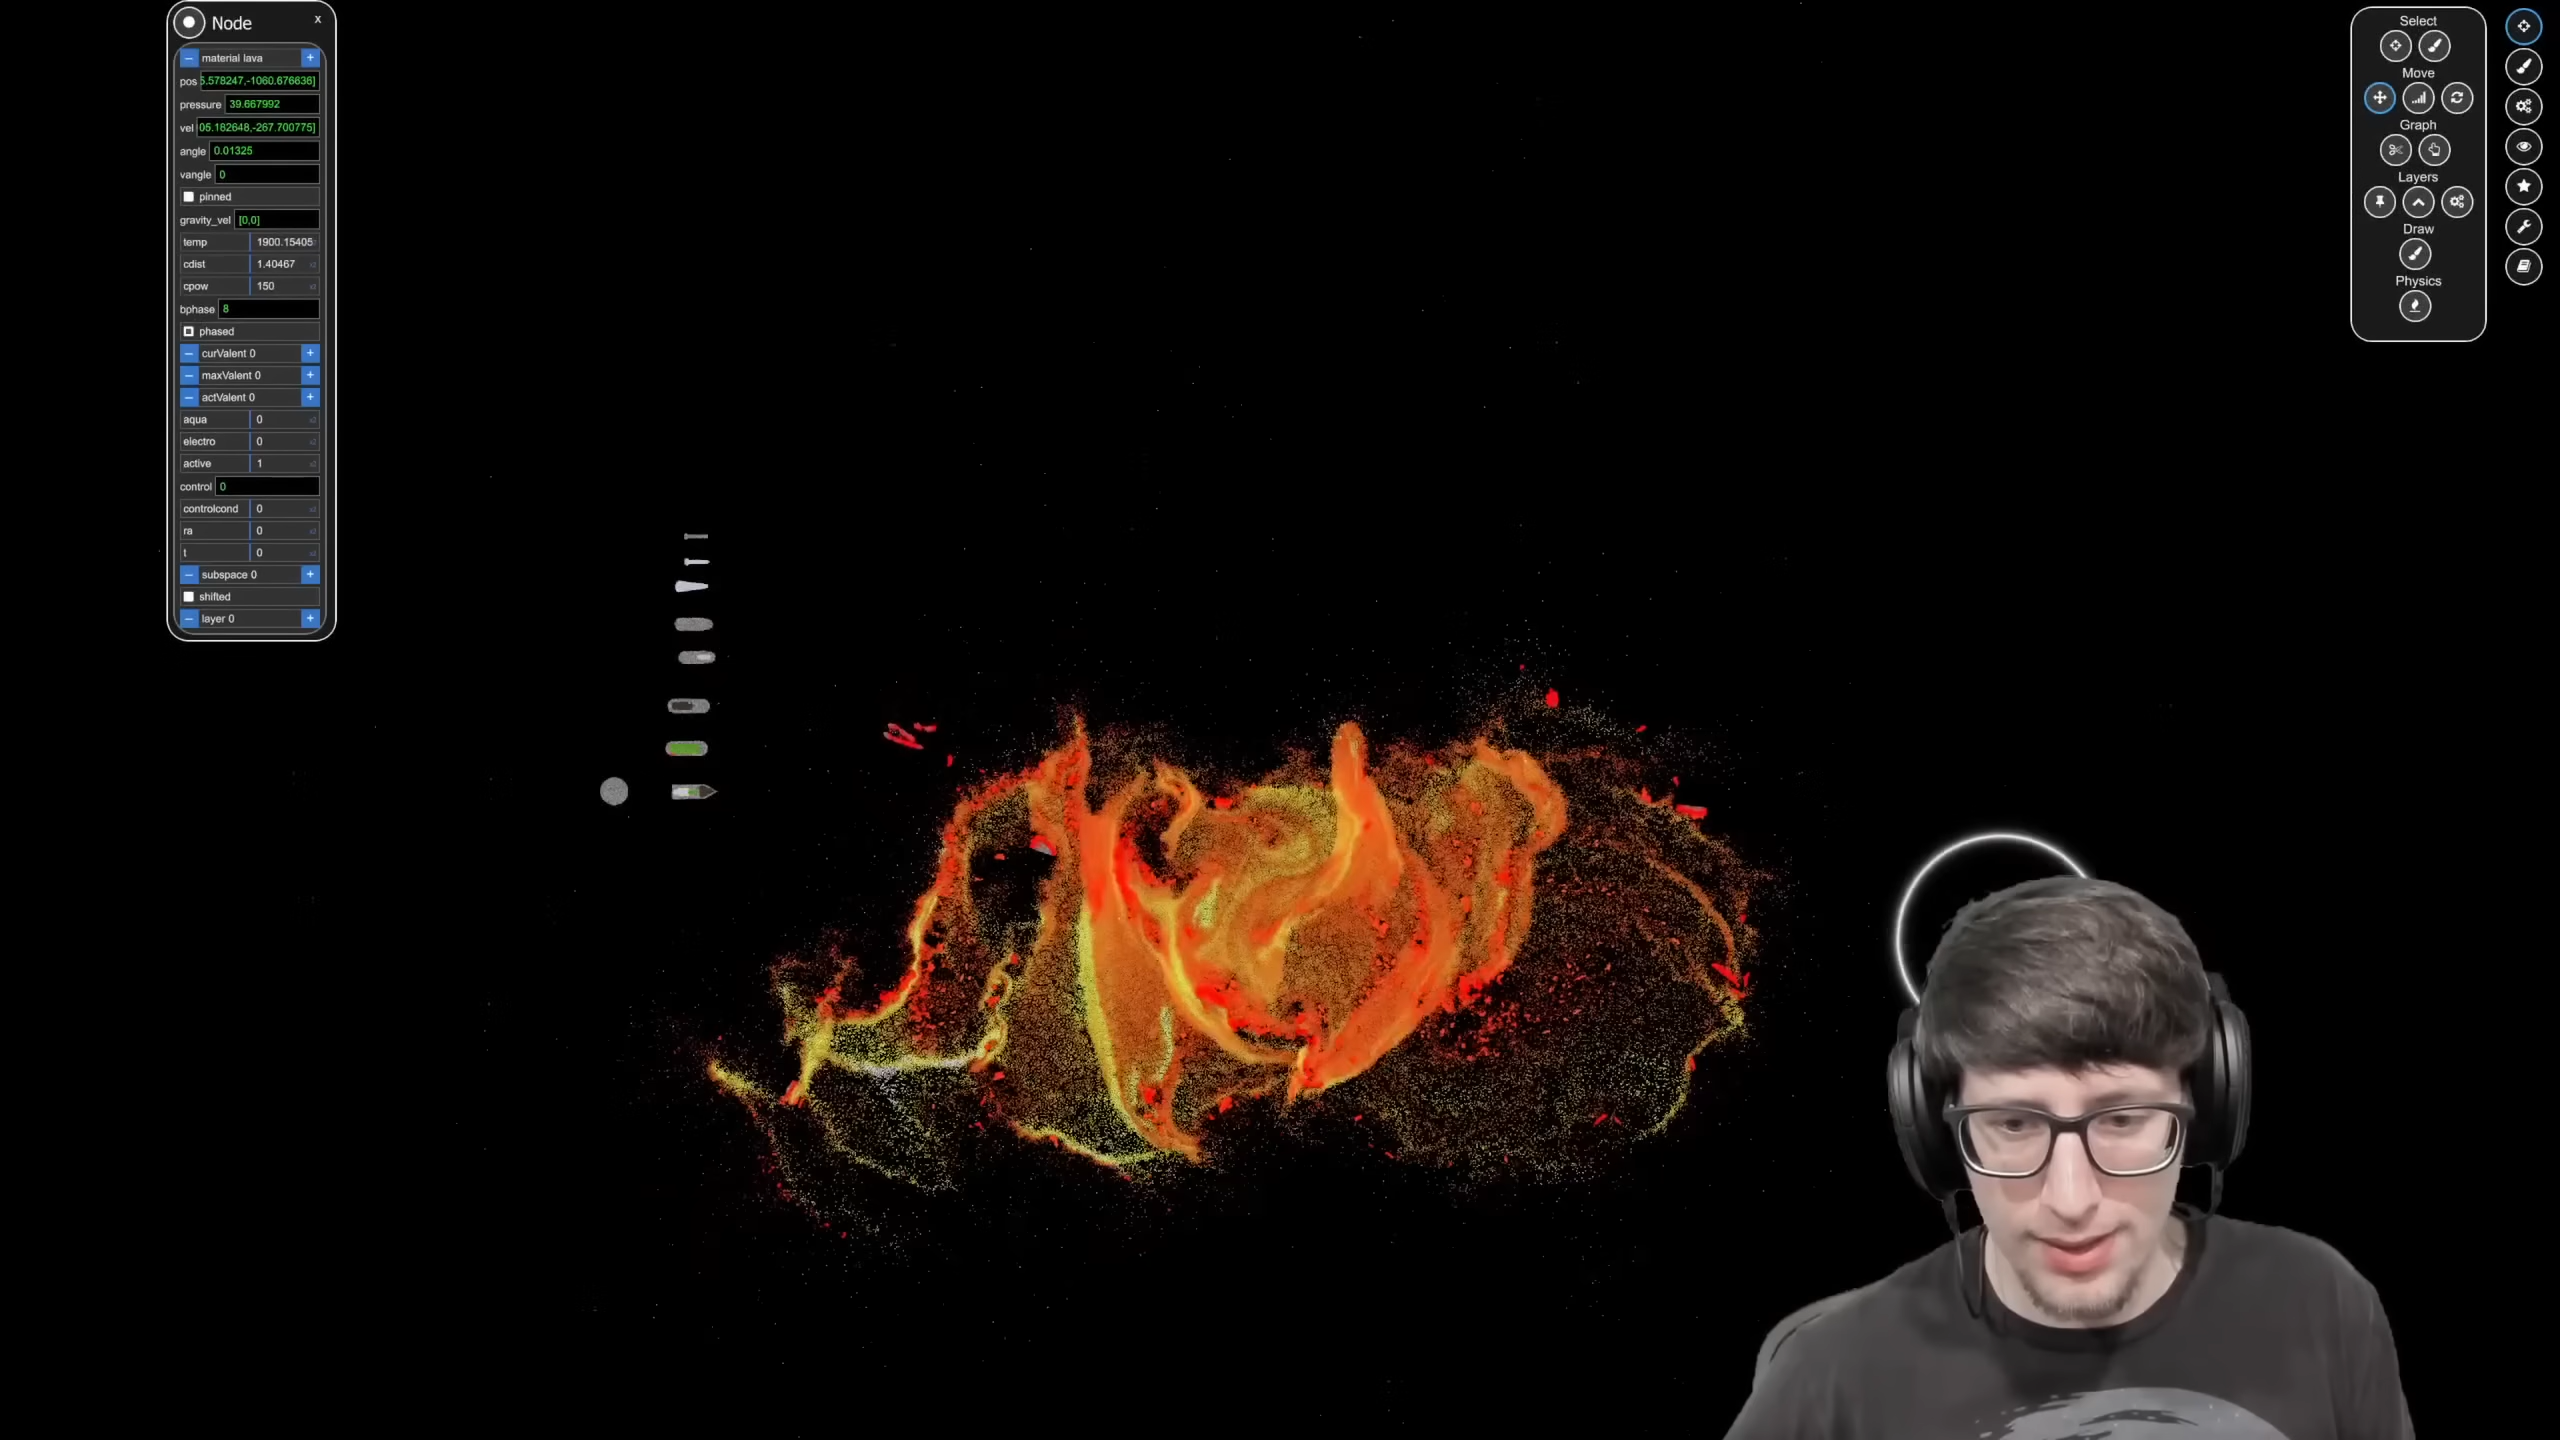 Node
x
material lava
pos 5.578247,-1060.676636]
pressure 39.667992
vel 05.182648,-267.700775]
angle 0.01325
vangle 0
pinned
gravity_vel [0,0]
temp 1900.15405
cdist 1.40467
cpow 150
bphase 8
phased
curValent 0
maxValent 0
actValent 0
aqua 0
electro 0
active 1
control 0
controlcond 0
ra 0
t 0
subspace 0
shifted
layer 0
Select
Move
Graph
Layers
Draw
Physics